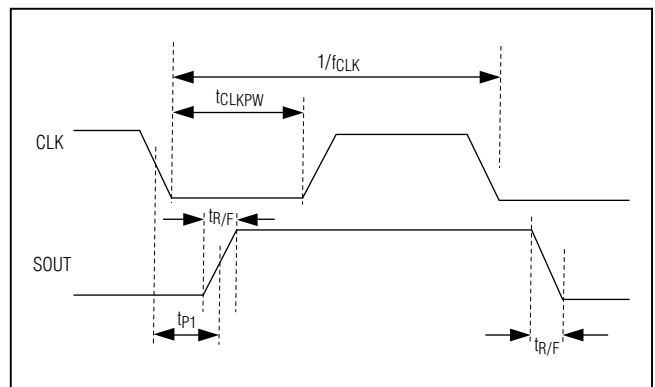 1/fCLK
tCLKPW
CLK
tR/F
SOUT
tP1
tR/F